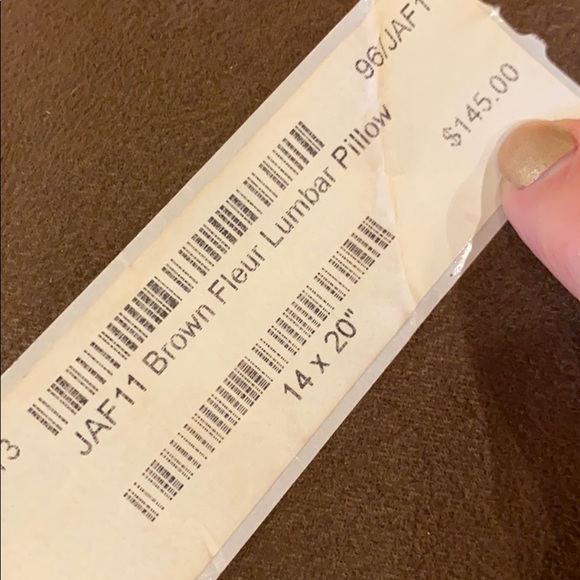 96/JAF1
$145.00
JAF11 Brown Fleur Lumbar Pillow
14 x 20"